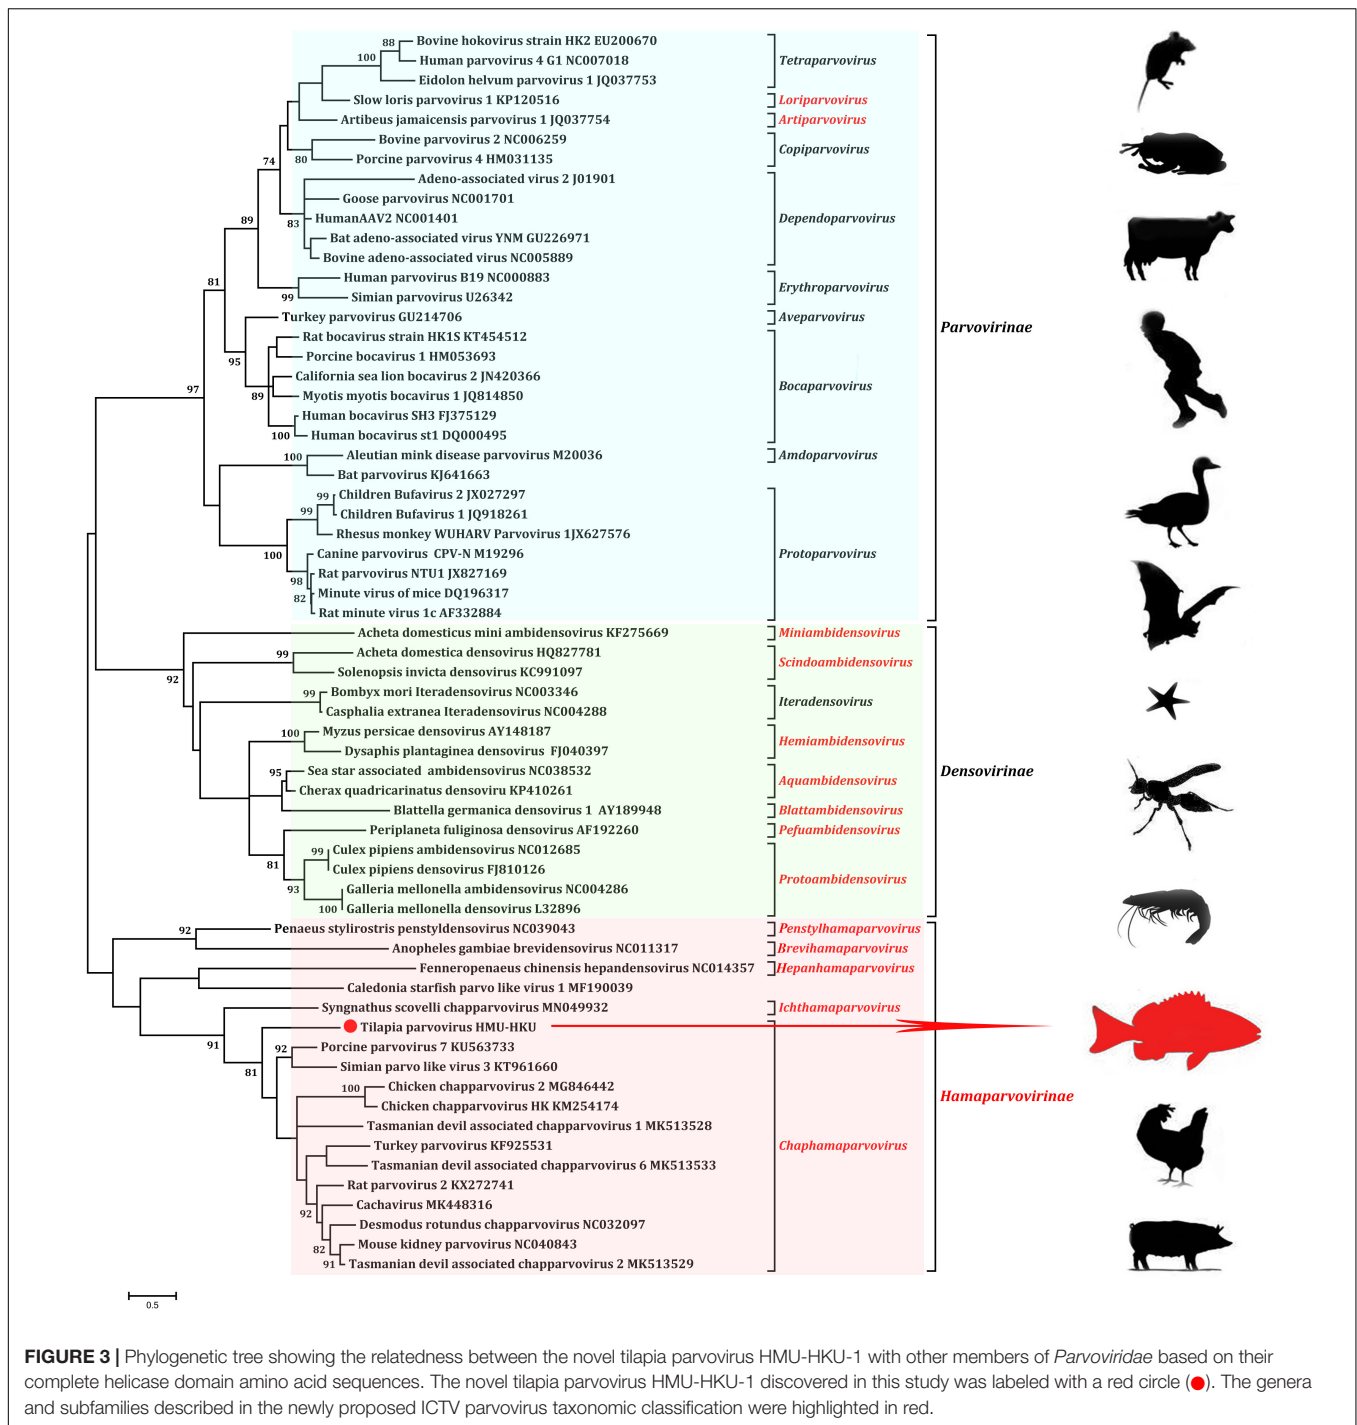 88
Bovine hokovirus strain HK2 EU200670
100
Human parvovirus 4 G1 NC007018
Tetraparvovirus
Eidolon helvum parvovirus 1 JQ037753
Slow loris parvovirus 1 KP120516
Loriparvovirus
Artibeus jamaicensis parvovirus 1 JQ037754
Artiparvovirus
Bovine parvovirus 2 NC006259
Copiparvovirus
80
Porcine parvovirus 4 HM031135
74
Adeno-associated virus 2 J01901
Goose parvovirus NC001701
83
HumanAAV2 NC001401
Dependoparvovirus
89
Bat adeno-associated virus YNM GU226971
Bovine adeno-associated virus NC005889
Human parvovirus B19 NC000883
81
Erythroparvovirus
99
Simian parvovirus U26342
Turkey parvovirus GU214706
Aveparvovirus
Parvovirinae
Rat bocavirus strain HK1S KT454512
95
Porcine bocavirus 1 HM053693
California sea lion bocavirus 2 JN420366
Bocaparvovirus
97
89
Myotis myotis bocavirus 1 JQ814850
Human bocavirus SH3 FJ375129
100
Human bocavirus st1 DQ000495
100
Aleutian mink disease parvovirus M20036
Amdoparvovirus
Bat parvovirus KJ641663
99
Children Bufavirus 2 JX027297
99
Children Bufavirus 1 JQ918261
Rhesus monkey WUHARV Parvovirus 1JX627576
100
Canine parvovirus CPV-N M19296
Protoparvovirus
98
Rat parvovirus NTU1 JX827169
82
Minute virus of mice DQ196317
Rat minute virus 1c AF332884
Acheta domesticus mini ambidensovirus KF275669
Miniambidensovirus
99
Acheta domestica densovirus HQ827781
Scindoambidensovirus
92
Solenopsis invicta densovirus KC991097
99
Bombyx mori Iteradensovirus NC003346
Iteradensovirus
Casphalia extranea Iteradensovirus NC004288
100
Myzus persicae densovirus AY148187
Hemiambidensovirus
Dysaphis plantaginea densovirus FJ040397
95
Sea star associated ambidensovirus NC038532
Aquambidensovirus
Densovirinae
Cherax quadricarinatus densoviru KP410261
Blattella germanica densovirus 1 AY189948
Blattambidensovirus
Periplaneta fuliginosa densovirus AF192260
Pefuambidensovirus
81
99
Culex pipiens ambidensovirus NC012685
Culex pipiens densovirus FJ810126
Protoambidensovirus
93
Galleria mellonella ambidensovirus NC004286
100
Galleria mellonella densovirus L32896
92
Penaeus stylirostris penstyldensovirus NC039043
Penstylhamaparvovirus
Anopheles gambiae brevidensovirus NC011317
Brevihamaparvovirus
Fenneropenaeus chinensis hepandensovirus NC014357
Hepanhamaparvovirus
Caledonia starfish parvo like virus 1 MF190039
Syngnathus scovelli chapparvovirus MN049932
Ichthamaparvovirus
91
Tilapia parvovirus HMU-HKU
92
Porcine parvovirus 7 KU563733
81
Simian parvo like virus 3 KT961660
100
Chicken chapparvovirus 2 MG846442
Hamaparvovirinae
Chicken chapparvovirus HK KM254174
Tasmanian devil associated chapparvovirus 1 MK513528
Turkey parvovirus KF925531
Chaphamaparvovirus
Tasmanian devil associated chapparvovirus 6 MK513533
Rat parvovirus 2 KX272741
92
Cachavirus MK448316
Desmodus rotundus chapparvovirus NC032097
82
Mouse kidney parvovirus NC040843
91
Tasmanian devil associated chapparvovirus 2 MK513529
0.5
FIGURE 3 | Phylogenetic tree showing the relatedness between the novel tilapia parvovirus HMU-HKU-1 with other members of Parvoviridae based on their
complete helicase domain amino acid sequences. The novel tilapia parvovirus HMU-HKU-1 discovered in this study was labeled with a red circle (●). The genera
and subfamilies described in the newly proposed ICTV parvovirus taxonomic classification were highlighted in red.